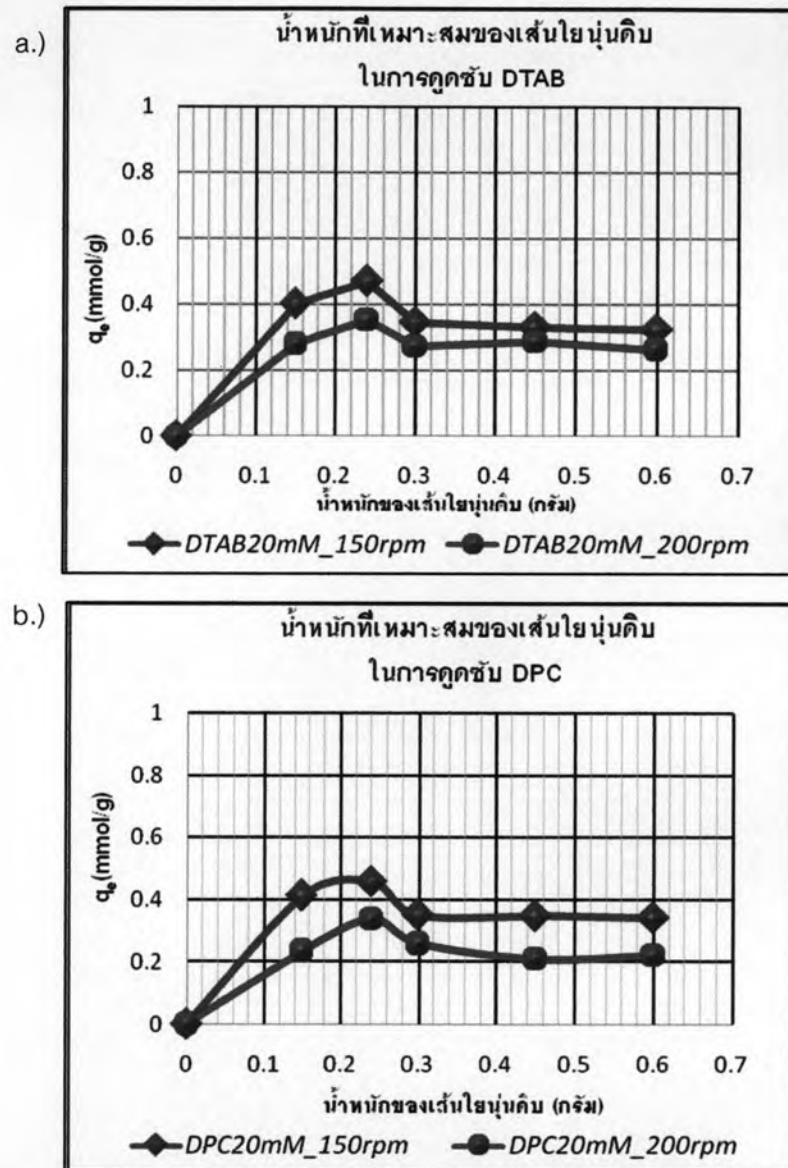 a.)
น้ำหนักที่เหมาะสมของเส้นใยนุ่นดิบ
ในการดูดซับ DTAB
1
0.8
0.6
0.4
0.2
0
qe(mmol/g)
0 0.1 0.2 0.3 0.4 0.5 0.6 0.7
น้ำหนักของเส้นใยนุ่นดิบ (กรัม)
DTAB20mM_150rpm DTAB20mM_200rpm
b.)
น้ำหนักที่เหมาะสมของเส้นใยนุ่นดิบ
ในการดูดซับ DPC
1
0.8
0.6
0.4
0.2
0
qe(mmol/g)
0 0.1 0.2 0.3 0.4 0.5 0.6 0.7
น้ำหนักของเส้นใยนุ่นดิบ (กรัม)
DPC20mM_150rpm DPC20mM_200rpm